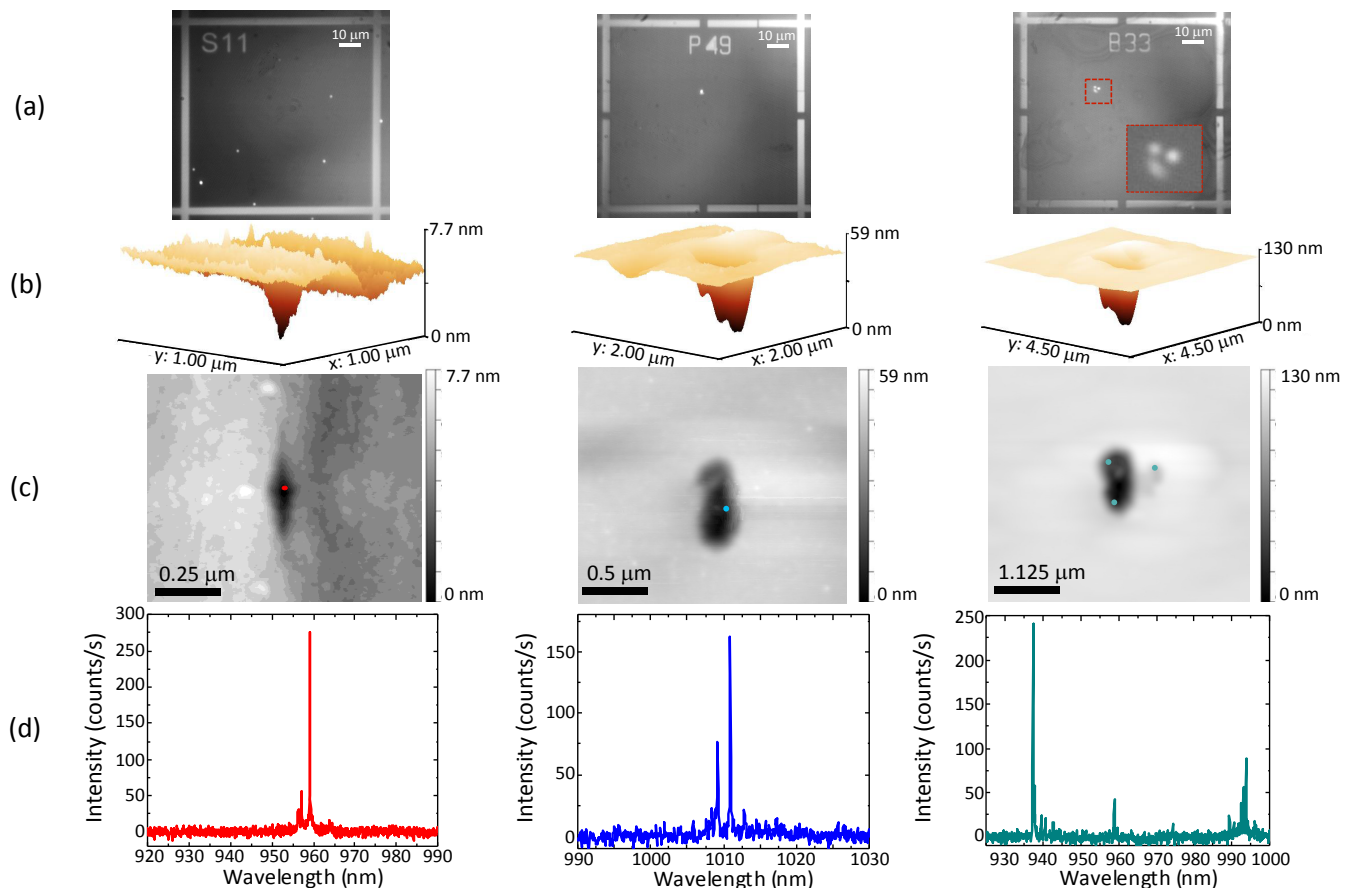 (a)
S11
10 μm
P49
10 μm
B33
10 μm
(b)
7.7 nm
0 nm
y: 1.00 μm
x: 1.00 μm
59 nm
0 nm
y: 2.00 μm
x: 2.00 μm
130 nm
0 nm
y: 4.50 μm
x: 4.50 μm
(c)
7.7 nm
0 nm
0.25 μm
59 nm
0 nm
0.5 μm
130 nm
0 nm
1.125 μm
(d)
Intensity (counts/s)
300
250
200
150
100
50
0
920 930 940 950 960 970 980 990
Wavelength (nm)
Intensity (counts/s)
150
100
50
0
990 1000 1010 1020 1030
Wavelength (nm)
Intensity (counts/s)
250
200
150
100
50
0
930 940 950 960 970 980 990 1000
Wavelength (nm)